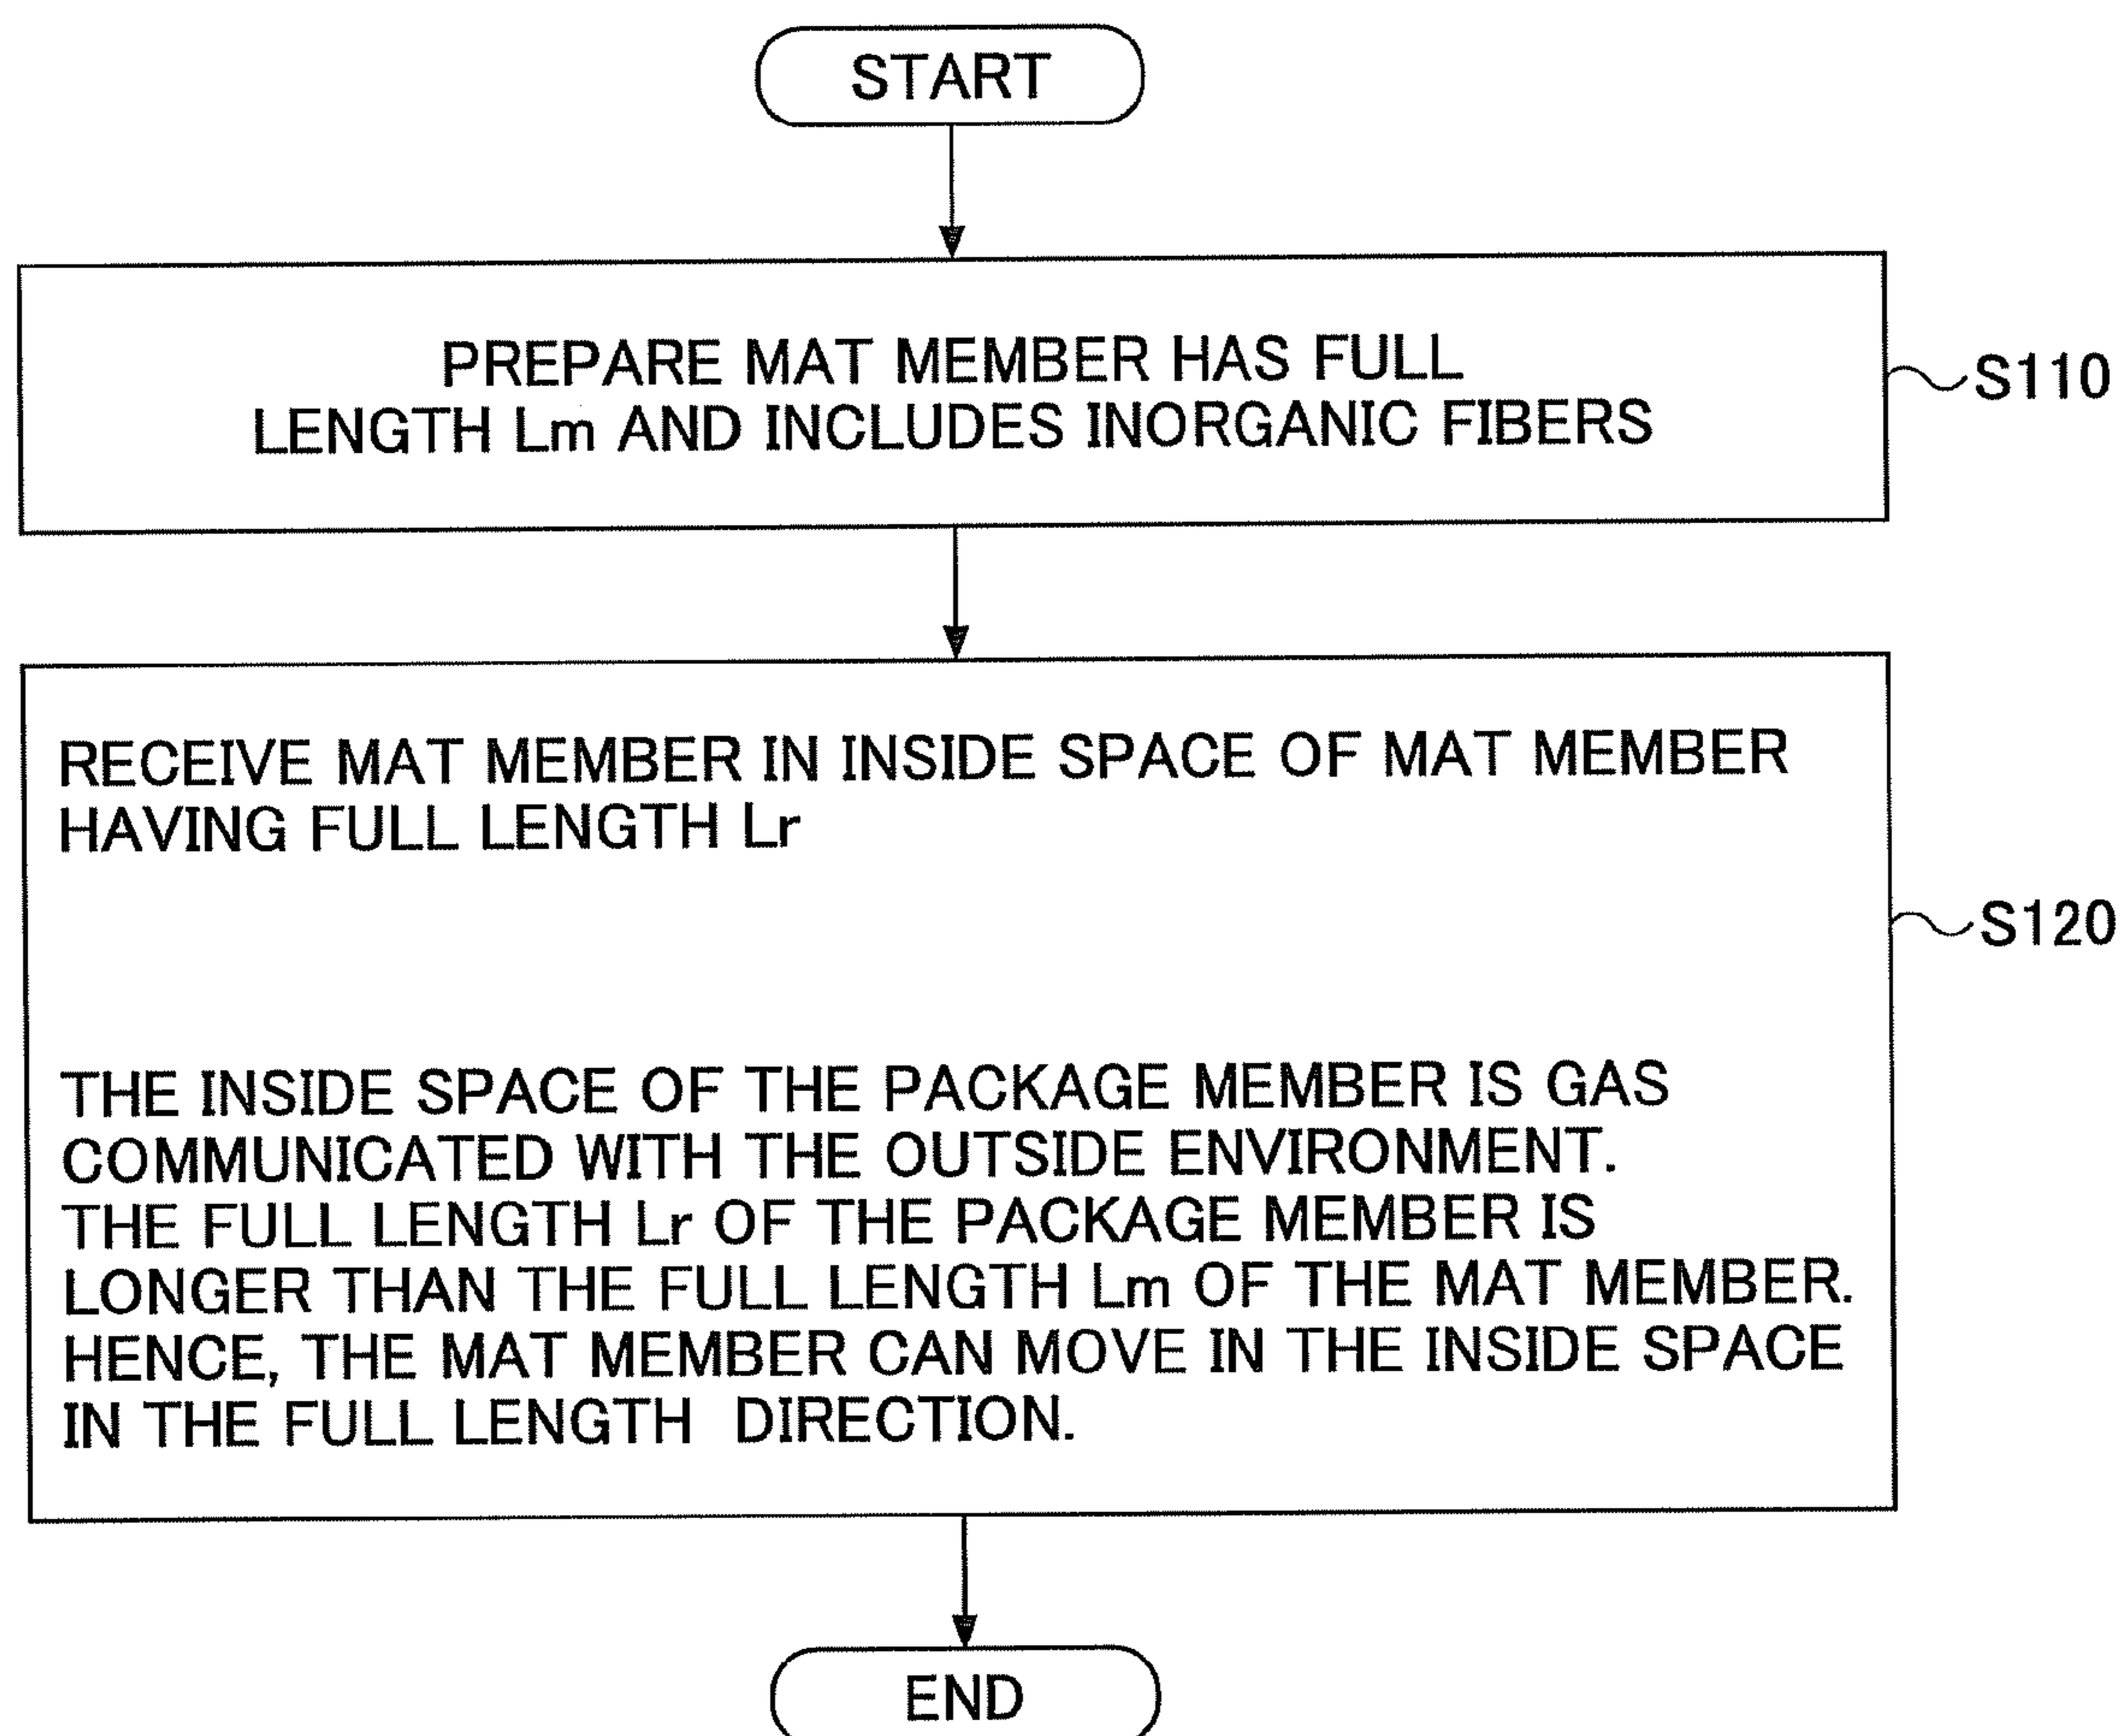 START
PREPARE MAT MEMBER HAS FULL
LENGTH Lm AND INCLUDES INORGANIC FIBERS
S110
RECEIVE MAT MEMBER IN INSIDE SPACE OF MAT MEMBER
HAVING FULL LENGTH Lr
S120
THE INSIDE SPACE OF THE PACKAGE MEMBER IS GAS
COMMUNICATED WITH THE OUTSIDE ENVIRONMENT.
THE FULL LENGTH Lr OF THE PACKAGE MEMBER IS
LONGER THAN THE FULL LENGTH Lm OF THE MAT MEMBER.
HENCE, THE MAT MEMBER CAN MOVE IN THE INSIDE SPACE
IN THE FULL LENGTH DIRECTION.
END